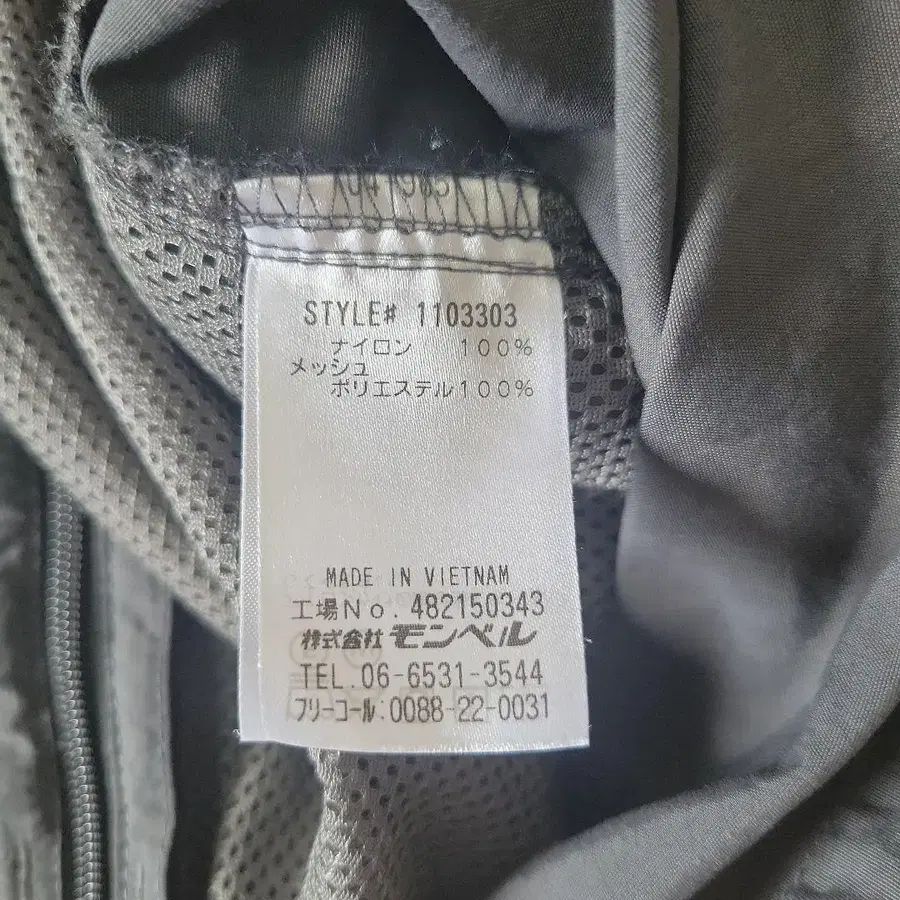 STYLE# 1103303
ナイロン 100%
メッシュ
ポリエステル100%
MADE IN VIETNAM
工場No. 482150343
株式会社 モンベル
TEL.06-6531-3544
フリーコール:0088-22-0031